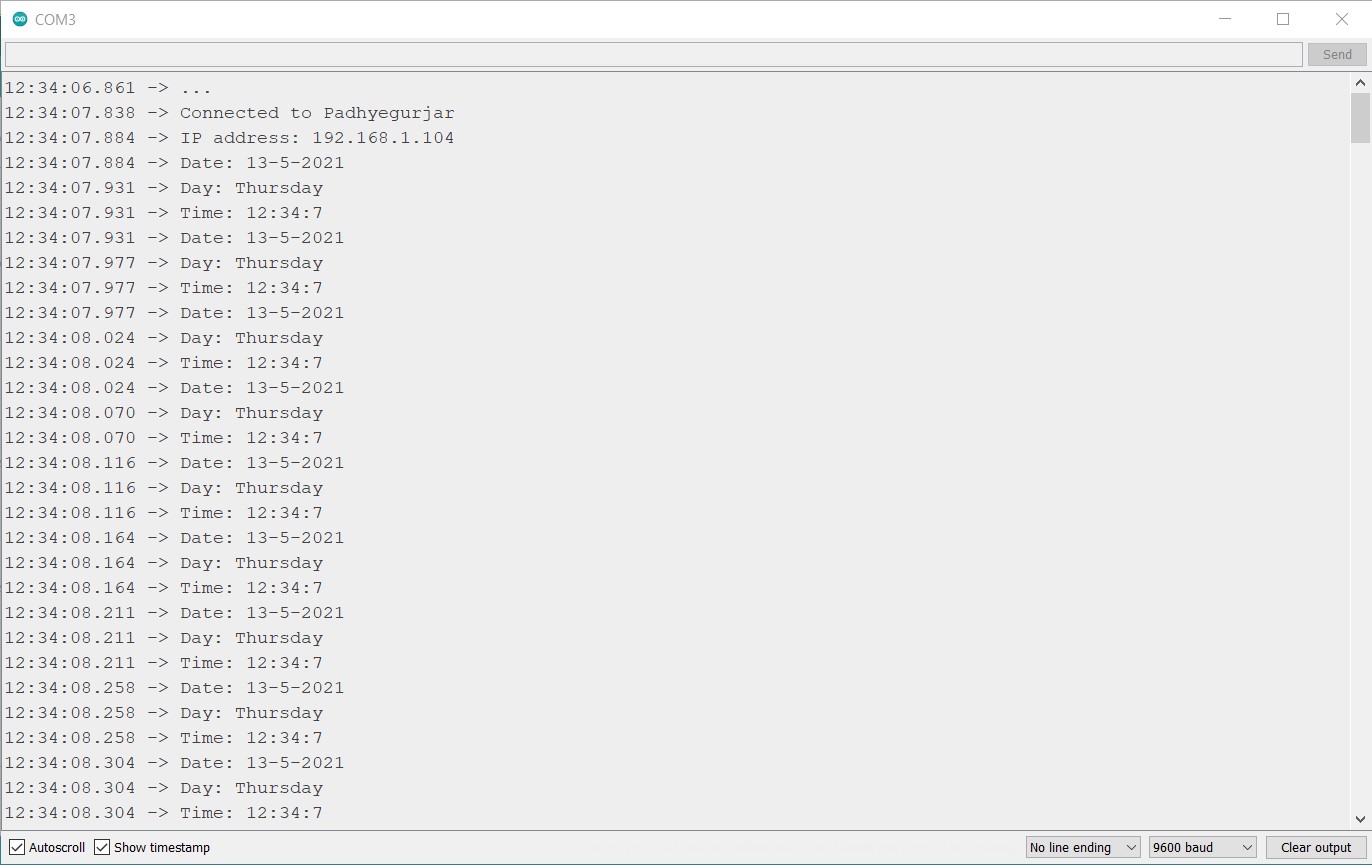 COM3
Send
12:34:06.861 -> ...
12:34:07.838 -> Connected to Padhyegurjar
12:34:07.884 -> IP address: 192.168.1.104
12:34:07.884 -> Date: 13-5-2021
12:34:07.931 -> Day: Thursday
12:34:07.931 -> Time: 12:34:7
12:34:07.931 -> Date: 13-5-2021
12:34:07.977 -> Day: Thursday
12:34:07.977 -> Time: 12:34:7
12:34:07.977 -> Date: 13-5-2021
12:34:08.024 -> Day: Thursday
12:34:08.024 -> Time: 12:34:7
12:34:08.024 -> Date: 13-5-2021
12:34:08.070 -> Day: Thursday
12:34:08.070 -> Time: 12:34:7
12:34:08.116 -> Date: 13-5-2021
12:34:08.116 -> Day: Thursday
12:34:08.116 -> Time: 12:34:7
12:34:08.164 -> Date: 13-5-2021
12:34:08.164 -> Day: Thursday
12:34:08.164 -> Time: 12:34:7
12:34:08.211 -> Date: 13-5-2021
12:34:08.211 -> Day: Thursday
12:34:08.211 -> Time: 12:34:7
12:34:08.258 -> Date: 13-5-2021
12:34:08.258 -> Day: Thursday
12:34:08.258 -> Time: 12:34:7
12:34:08.304 -> Date: 13-5-2021
12:34:08.304 -> Day: Thursday
12:34:08.304 -> Time: 12:34:7
Autoscroll Show timestamp No line ending 9600 baud Clear output